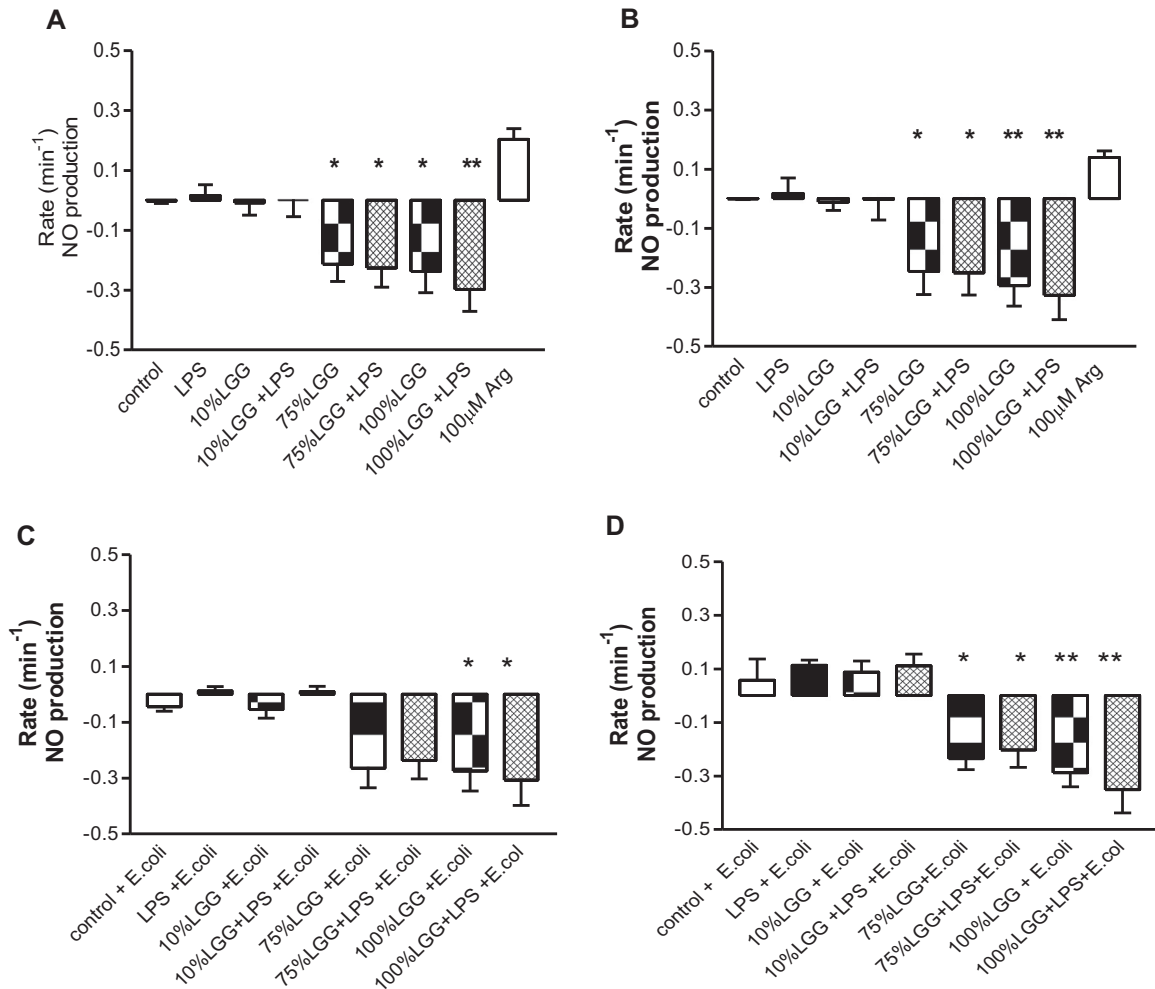 A
Rate (min⁻¹)
NO production
0.5
0.3
0.1
-0.1
-0.3
-0.5
* * * **
control
LPS
10%LGG
10%LGG +LPS
75%LGG
75%LGG +LPS
100%LGG
100%LGG +LPS
100μM Arg
B
Rate (min⁻¹)
NO production
0.5
0.3
0.1
-0.1
-0.3
-0.5
* * ** **
control
LPS
10%LGG
10%LGG +LPS
75%LGG
75%LGG +LPS
100%LGG
100%LGG +LPS
100μM Arg
C
Rate (min⁻¹)
NO production
0.5
0.3
0.1
-0.1
-0.3
-0.5
* *
control + E.coli
LPS +E.coli
10%LGG +E.coli
10%LGG+LPS +E.coli
75%LGG +E.coli
75%LGG+LPS +E.coli
100%LGG +E.coli
100%LGG+LPS +E.col
D
Rate (min⁻¹)
NO production
0.5
0.3
0.1
-0.1
-0.3
-0.5
* * ** **
control + E.coli
LPS + E.coli
10%LGG + E.coli
10%LGG +LPS +E.coli
75%LGG+E.coli
75%LGG+LPS+E.coli
100%LGG + E.coli
100%LGG+LPS+E.col